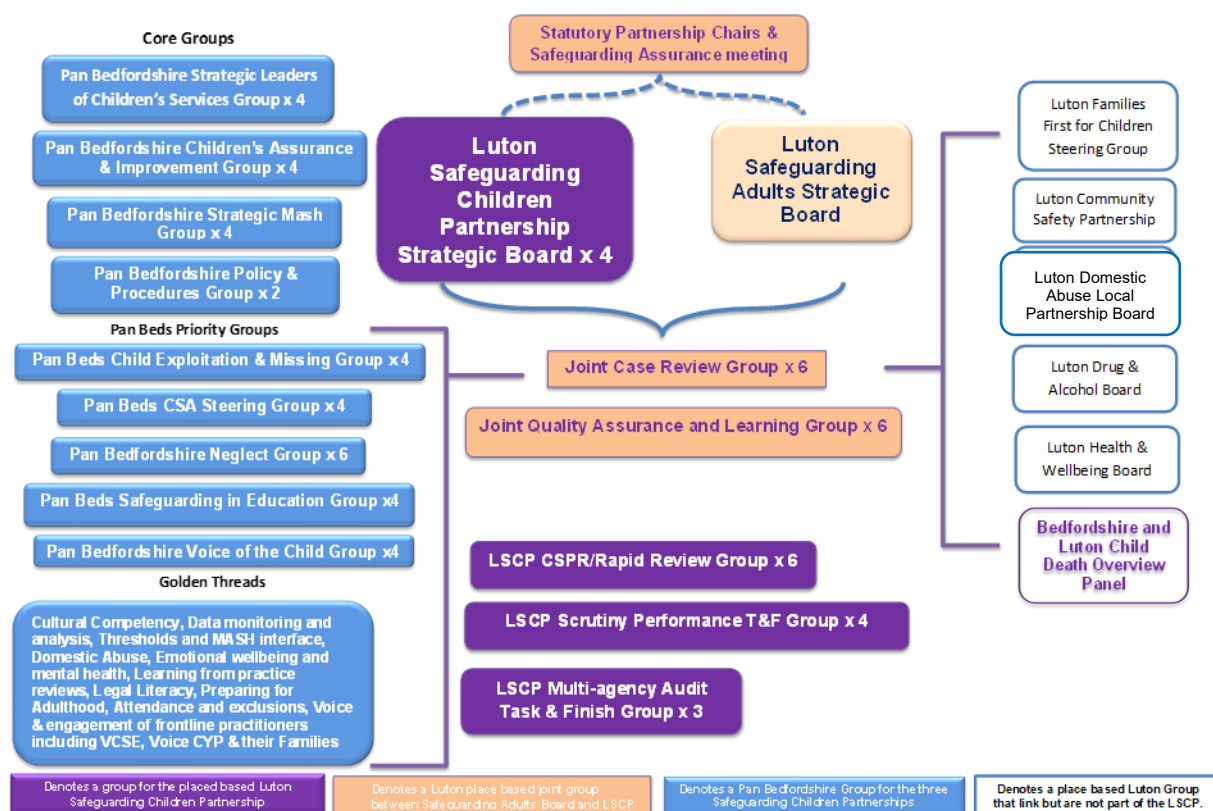 Core Groups
Pan Bedfordshire Strategic Leaders
of Children's Services Group x 4
Pan Bedfordshire Children's Assurance
& Improvement Group x 4
Pan Bedfordshire Strategic Mash
Group x 4
Pan Bedfordshire Policy &
Procedures Group x 2
Pan Beds Priority Groups
Pan Beds Child Exploitation & Missing Group x 4
Pan Beds CSA Steering Group x 4
Pan Bedfordshire Neglect Group x 6
Pan Beds Safeguarding in Education Group x4
Pan Bedfordshire Voice of the Child Group x4
Golden Threads
Cultural Competency, Data monitoring and
analysis, Thresholds and MASH interface,
Domestic Abuse, Emotional wellbeing and
mental health, Learning from practice
reviews, Legal Literacy, Preparing for
Adulthood, Attendance and exclusions, Voice
& engagement of frontline practitioners
including VCSE, Voice CYP & their Families
Statutory Partnership Chairs &
Safeguarding Assurance meeting
Luton
Safeguarding
Children
Partnership
Strategic Board x 4
Luton
Safeguarding
Adults Strategic
Board
Joint Case Review Group x 6
Joint Quality Assurance and Learning Group x 6
LSCP CSPR/Rapid Review Group x 6
LSCP Scrutiny Performance T&F Group x 4
LSCP Multi-agency Audit
Task & Finish Group x 3
Luton Families
First for Children
Steering Group
Luton Community
Safety Partnership
Luton Domestic
Abuse Local
Partnership Board
Luton Drug &
Alcohol Board
Luton Health &
Wellbeing Board
Bedfordshire and
Luton Child
Death Overview
Panel
Denotes a group for the placed based Luton
Safeguarding Children Partnership
Denotes a Luton place based joint group
between Safeguarding Adults Board and LSCP
Denotes a Pan Bedfordshire Group for the three
Safeguarding Children Partnerships
Denotes a place based Luton Group
that link but are not part of the LSCP.